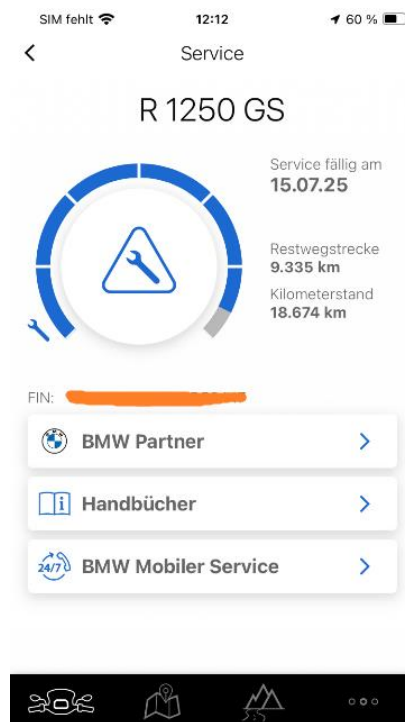 SIM fehlt 12:12 60 %
Service
R 1250 GS
Service fällig am
15.07.25
Restwegstrecke
9.335 km
Kilometerstand
18.674 km
FIN:
BMW Partner
Handbücher
24/7 BMW Mobiler Service